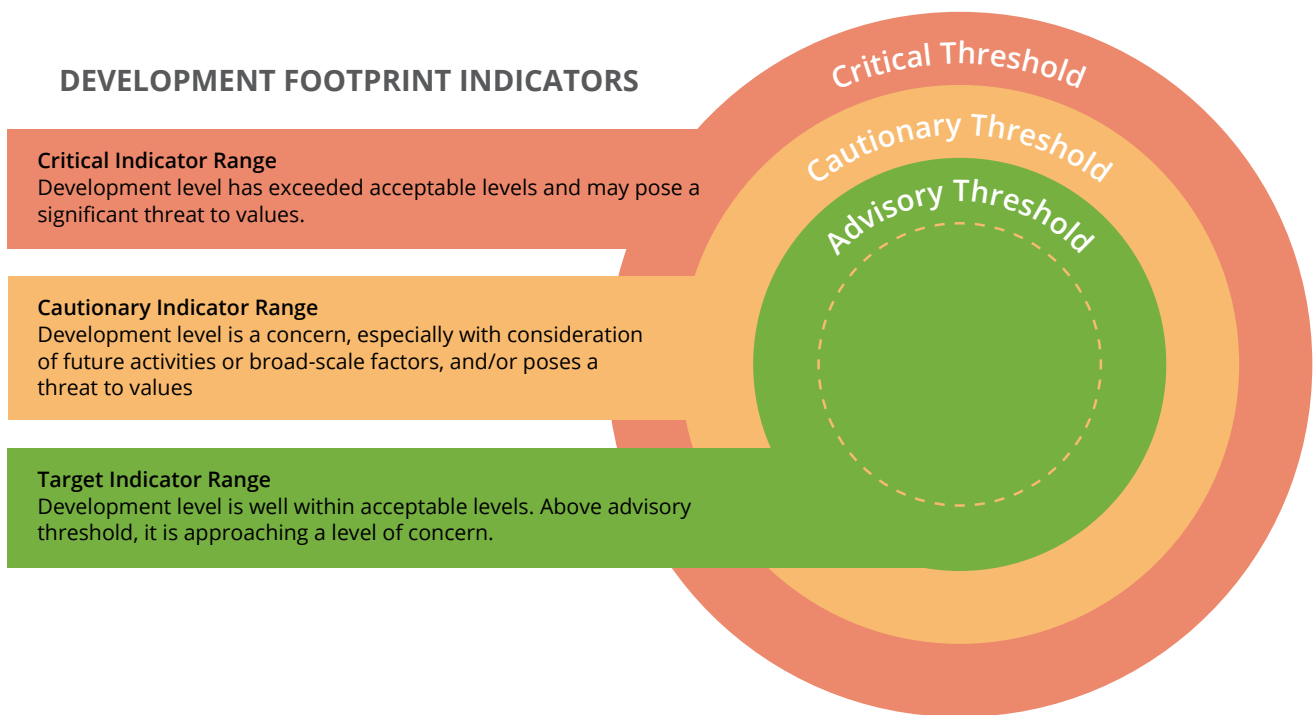 DEVELOPMENT FOOTPRINT INDICATORS
Critical Threshold
Cautionary Threshold
Advisory Threshold
Critical Indicator Range
Development level has exceeded acceptable levels and may pose a
significant threat to values.
Cautionary Indicator Range
Development level is a concern, especially with consideration
of future activities or broad-scale factors, and/or poses a
threat to values
Target Indicator Range
Development level is well within acceptable levels. Above advisory
threshold, it is approaching a level of concern.